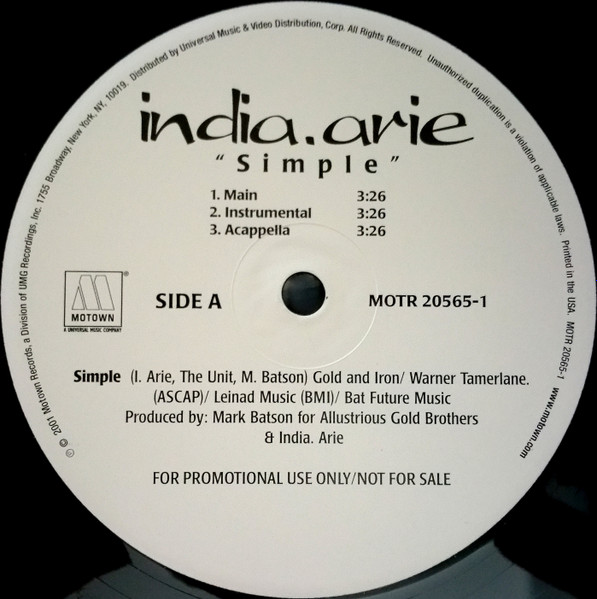 india.arie
"Simple"
1. Main 3:26
2. Instrumental 3:26
3. Acappella 3:26
MOTOWN
A UNIVERSAL MUSIC COMPANY
SIDE A
MOTR 20565-1
Simple (I. Arie, The Unit, M. Batson) Gold and Iron/ Warner Tamerlane.
(ASCAP)/ Leinad Music (BMI)/ Bat Future Music
Produced by: Mark Batson for Allustrious Gold Brothers
& India. Arie
FOR PROMOTIONAL USE ONLY/NOT FOR SALE
℗ © 2001 Motown Records, a Division of UMG Recordings, Inc. 1755 Broadway, New York, NY, 10019. Distributed by Universal Music & Video Distribution, Corp. All Rights Reserved. Unauthorized duplication is a violation of applicable laws. Printed in the USA. MOTR 20565-1 www.motown.com